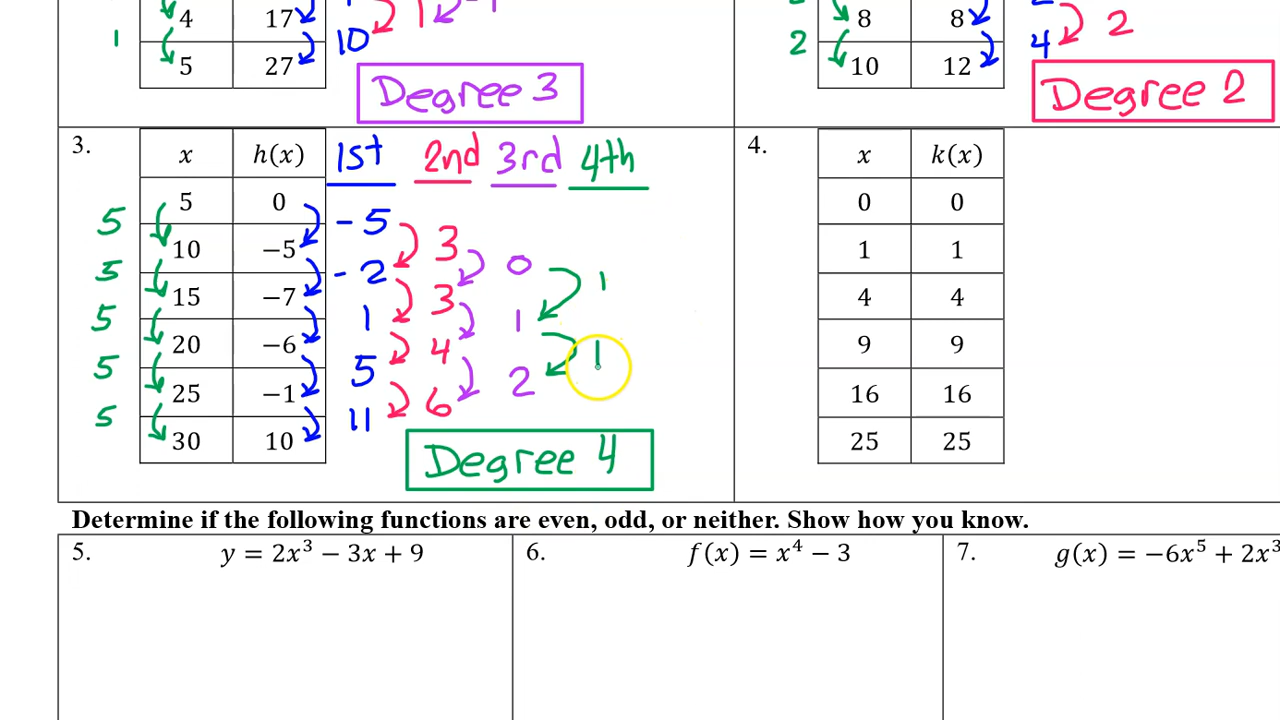 4 17 1 -1
1 10
5 27
Degree 3
8 8 2
2 4
10 12
Degree 2
3.
x h(x) 1st 2nd 3rd 4th
5 0
5 -5
10 −5 3
5 -2 0 1
15 −7 3
5 1 1
20 −6 4 1
5 5 2
25 −1 6
5 11
30 10
Degree 4
4.
x k(x)
0 0
1 1
4 4
9 9
16 16
25 25
Determine if the following functions are even, odd, or neither. Show how you know.
5. y = 2x³ − 3x + 9
6. f(x) = x⁴ − 3
7. g(x) = −6x⁵ + 2x³